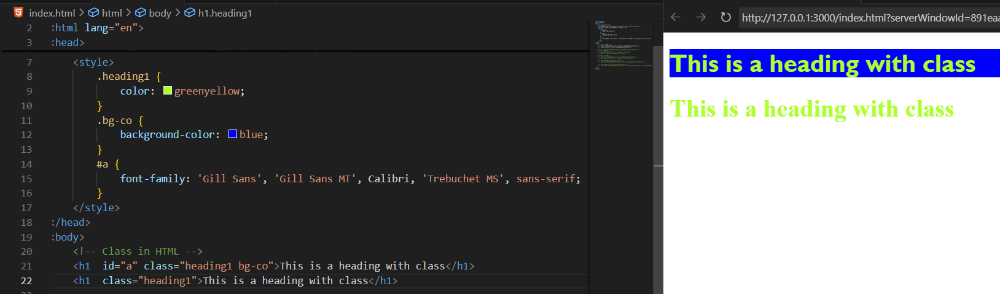 index.html > html > body > h1.heading1
2 <html lang="en">
3 <head>
7 <style>
8 .heading1 {
9 color: greenyellow;
10 }
11 .bg-co {
12 background-color: blue;
13 }
14 #a {
15 font-family: 'Gill Sans', 'Gill Sans MT', Calibri, 'Trebuchet MS', sans-serif;
16 }
17 </style>
18 </head>
19 <body>
20 <!-- Class in HTML -->
21 <h1  id="a" class="heading1 bg-co">This is a heading with class</h1>
22 <h1  class="heading1">This is a heading with class</h1>
http://127.0.0.1:3000/index.html?serverWindowId=891eaa
This is a heading with class
This is a heading with class